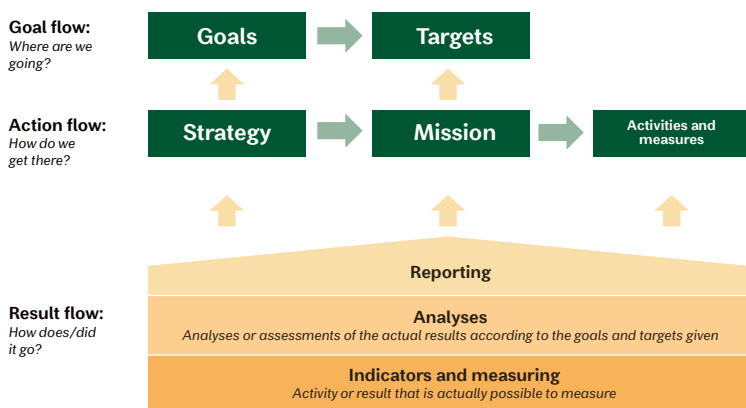 Goal flow:
Where are we
going?
Goals
Targets
Action flow:
How do we
get there?
Strategy
Mission
Activities and
measures
Result flow:
How does/did
it go?
Reporting
Analyses
Analyses or assessments of the actual results according to the goals and targets given
Indicators and measuring
Activity or result that is actually possible to measure